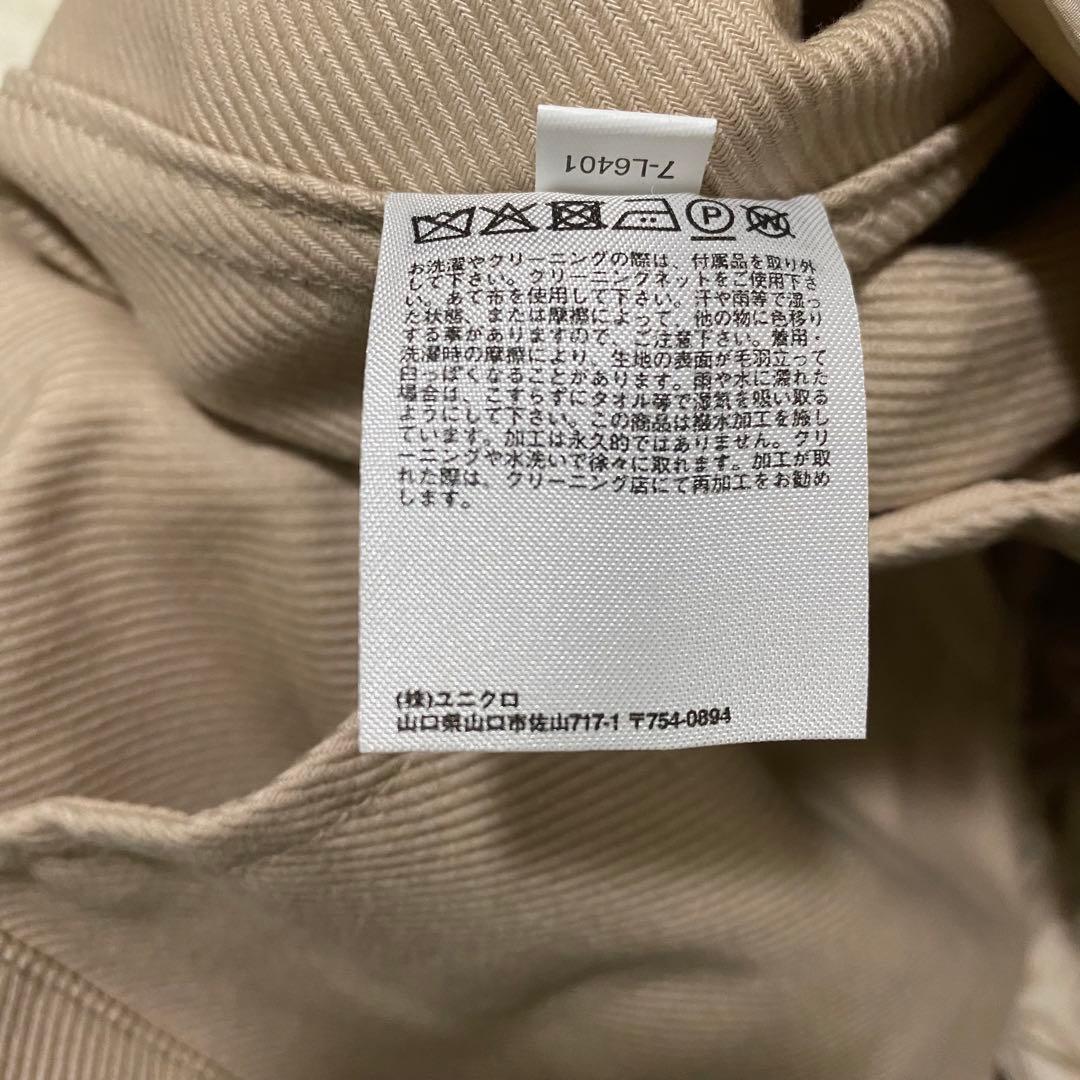 7-L6401
P W
お洗濯やクリーニングの際は、付属品を取り外
して下さい。クリーニングネットをご使用下さ
い。あて布を使用して下さい。汗や雨等で湿っ
た状態、または摩擦によって、他の物に色移り
する事がありますので、ご注意下さい。着用・
洗濯時の摩擦により、生地の表面が毛羽立って
白っぽくなることがあります。雨や水に濡れた
場合は、こすらずにタオル等で湿気を吸い取る
ようにして下さい。この商品は撥水加工を施し
ています。加工は永久的ではありません。クリ
ーニングや水洗いで徐々に取れます。加工が取
れた際は、クリーニング店にて再加工をお勧め
します。
(株)ユニクロ
山口県山口市佐山717-1 〒754-0894